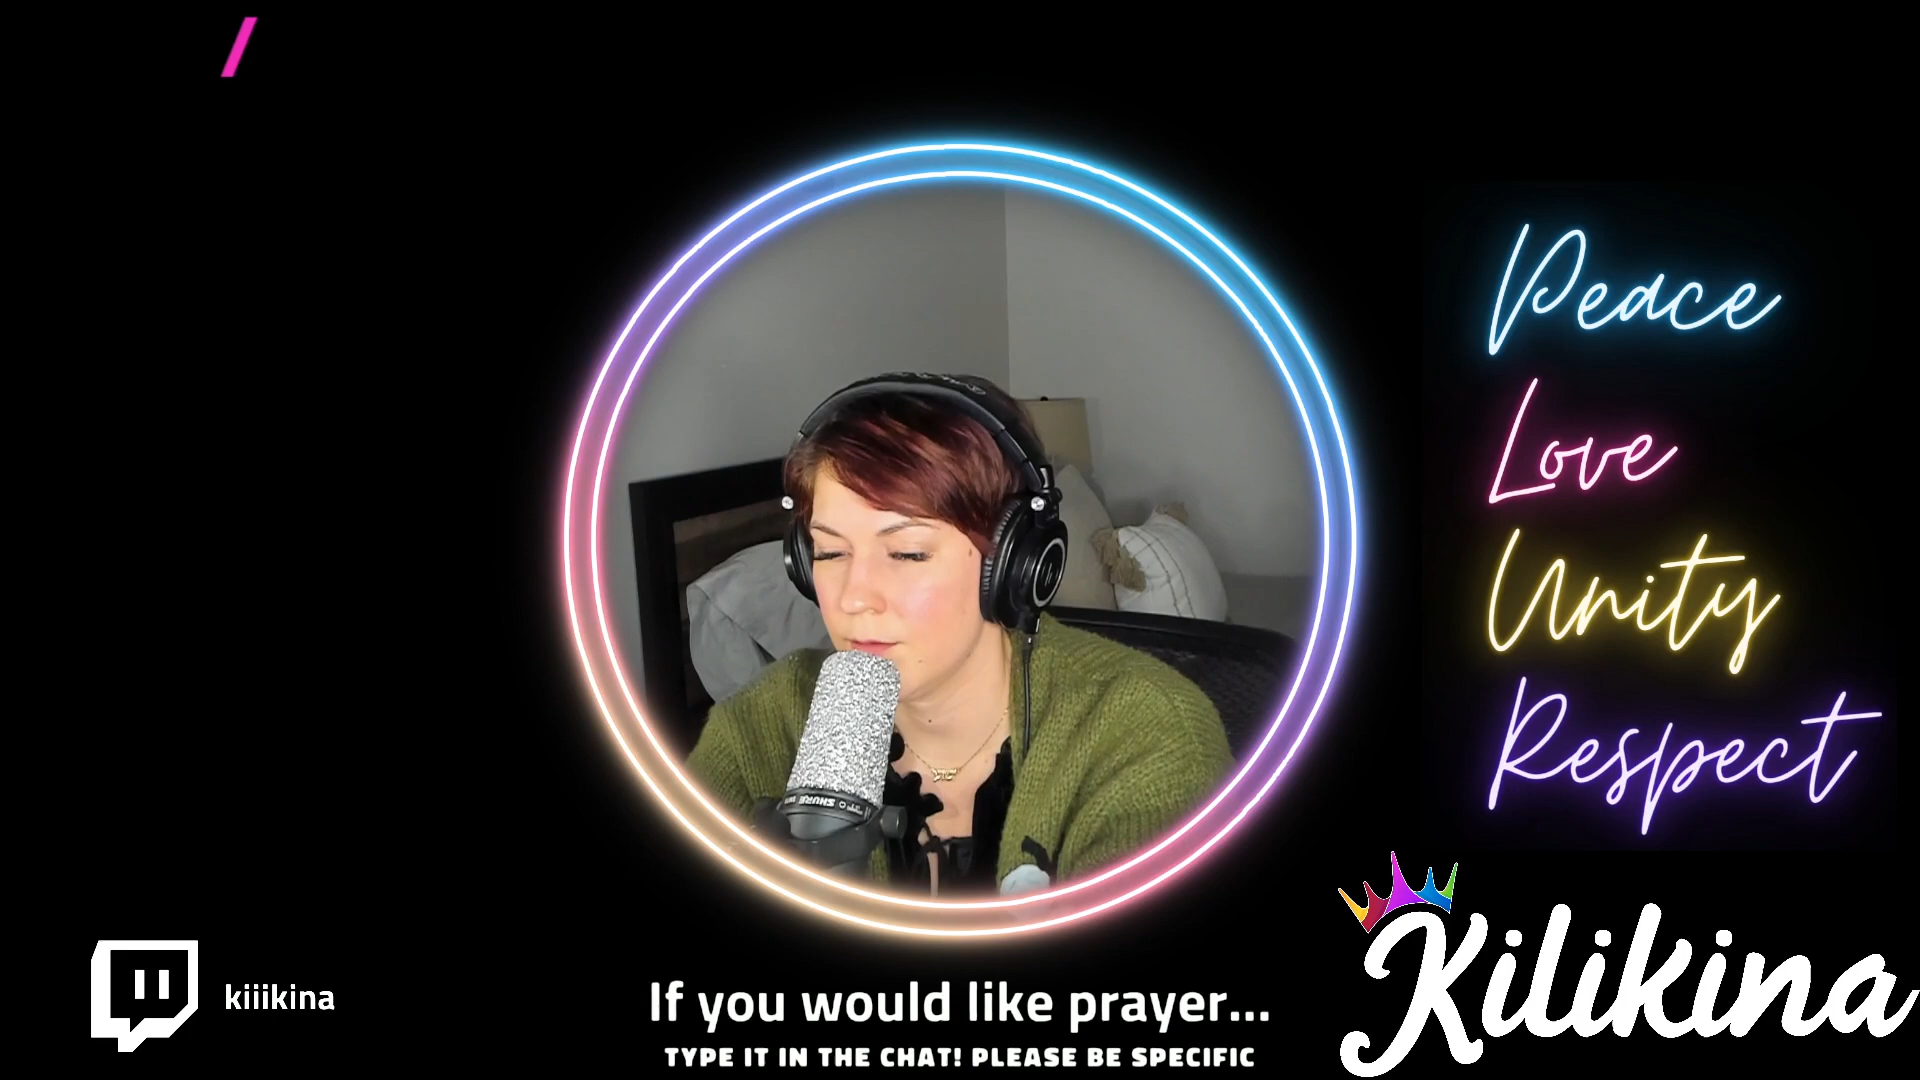 Peace
Love
Unity
Respect
Kilikina
kiiikina
If you would like prayer...
TYPE IT IN THE CHAT! PLEASE BE SPECIFIC
SHURE